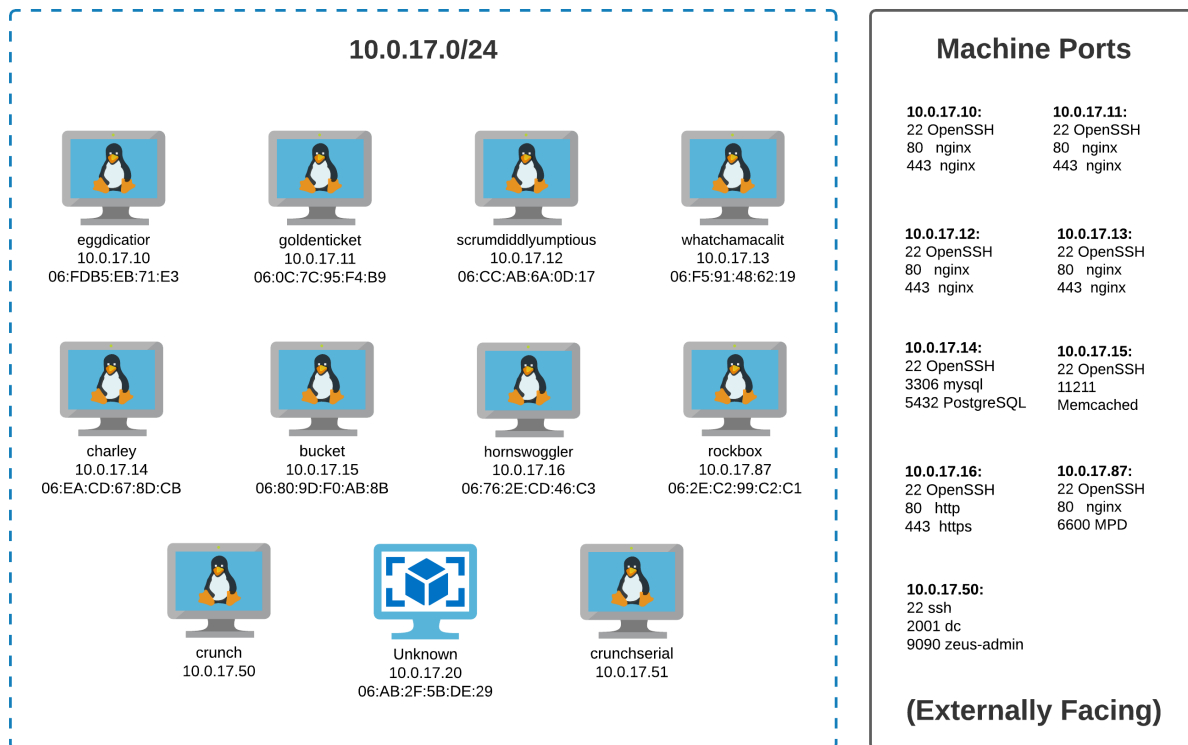 10.0.17.0/24
eggdicatior
10.0.17.10
06:FDB5:EB:71:E3
goldenticket
10.0.17.11
06:0C:7C:95:F4:B9
scrumdiddlyumptious
10.0.17.12
06:CC:AB:6A:0D:17
whatchamacalit
10.0.17.13
06:F5:91:48:62:19
charley
10.0.17.14
06:EA:CD:67:8D:CB
bucket
10.0.17.15
06:80:9D:F0:AB:8B
hornswoggler
10.0.17.16
06:76:2E:CD:46:C3
rockbox
10.0.17.87
06:2E:C2:99:C2:C1
crunch
10.0.17.50
Unknown
10.0.17.20
06:AB:2F:5B:DE:29
crunchserial
10.0.17.51
Machine Ports
10.0.17.10:
22 OpenSSH
80 nginx
443 nginx
10.0.17.11:
22 OpenSSH
80 nginx
443 nginx
10.0.17.12:
22 OpenSSH
80 nginx
443 nginx
10.0.17.13:
22 OpenSSH
80 nginx
443 nginx
10.0.17.14:
22 OpenSSH
3306 mysql
5432 PostgreSQL
10.0.17.15:
22 OpenSSH
11211
Memcached
10.0.17.16:
22 OpenSSH
80 http
443 https
10.0.17.87:
22 OpenSSH
80 nginx
6600 MPD
10.0.17.50:
22 ssh
2001 dc
9090 zeus-admin
(Externally Facing)